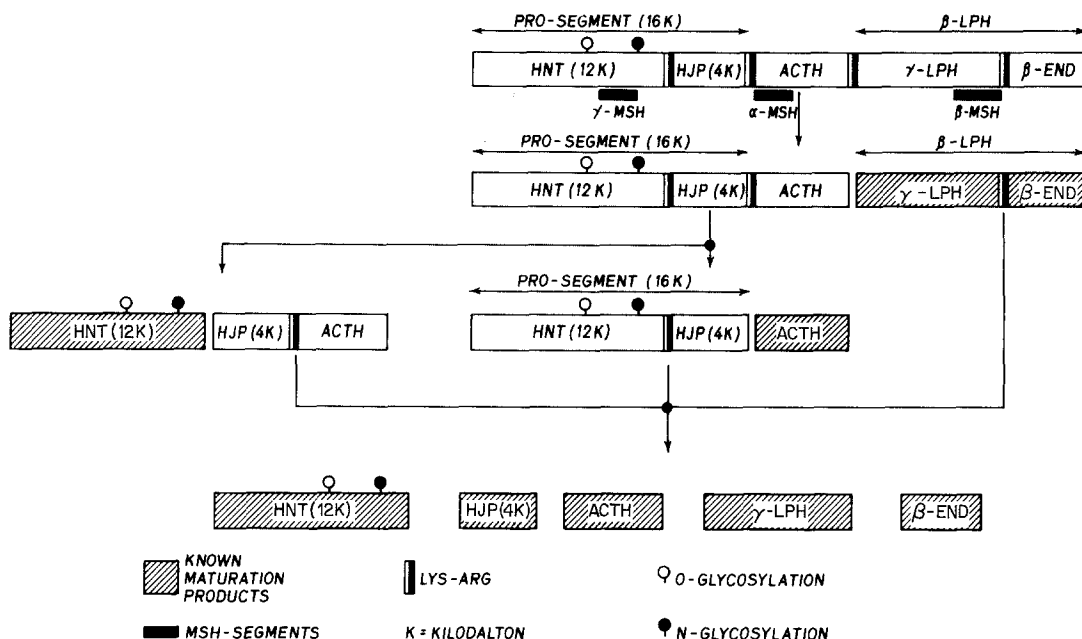 PRO-SEGMENT (16K) β-LPH
HNT (12K) HJP (4K) ACTH γ-LPH β-END
γ-MSH α-MSH β-MSH
PRO-SEGMENT (16K) β-LPH
HNT (12K) HJP (4K) ACTH γ-LPH β-END
PRO-SEGMENT (16K)
HNT (12K) HJP (4K) ACTH HNT (12K) HJP (4K) ACTH
HNT (12K) HJP (4K) ACTH γ-LPH β-END
KNOWN MATURATION PRODUCTS
LYS-ARG
O-GLYCOSYLATION
MSH-SEGMENTS
K = KILODALTON
N-GLYCOSYLATION